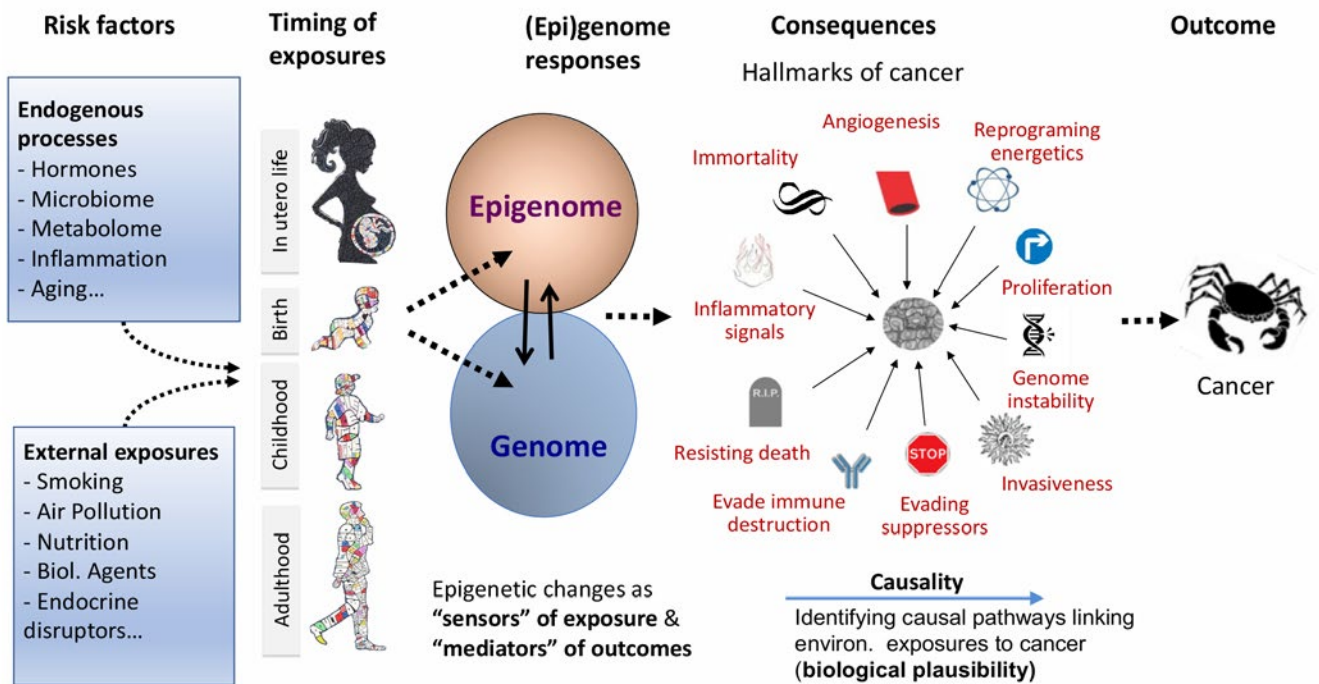 Risk factors
Timing of
exposures
(Epi)genome
responses
Consequences
Outcome
Endogenous
processes
- Hormones
- Microbiome
- Metabolome
- Inflammation
- Aging...
External exposures
- Smoking
- Air Pollution
- Nutrition
- Biol. Agents
- Endocrine
disruptors...
In utero life
Birth
Childhood
Adulthood
Epigenome
Genome
Epigenetic changes as
“sensors” of exposure &
“mediators” of outcomes
Hallmarks of cancer
Angiogenesis
Reprograming
energetics
Immortality
Proliferation
Inflammatory
signals
Genome
instability
R.I.P.
Resisting death
STOP
Invasiveness
Evade immune
destruction
Evading
suppressors
Causality
Identifying causal pathways linking
environ. exposures to cancer
(biological plausibility)
Cancer